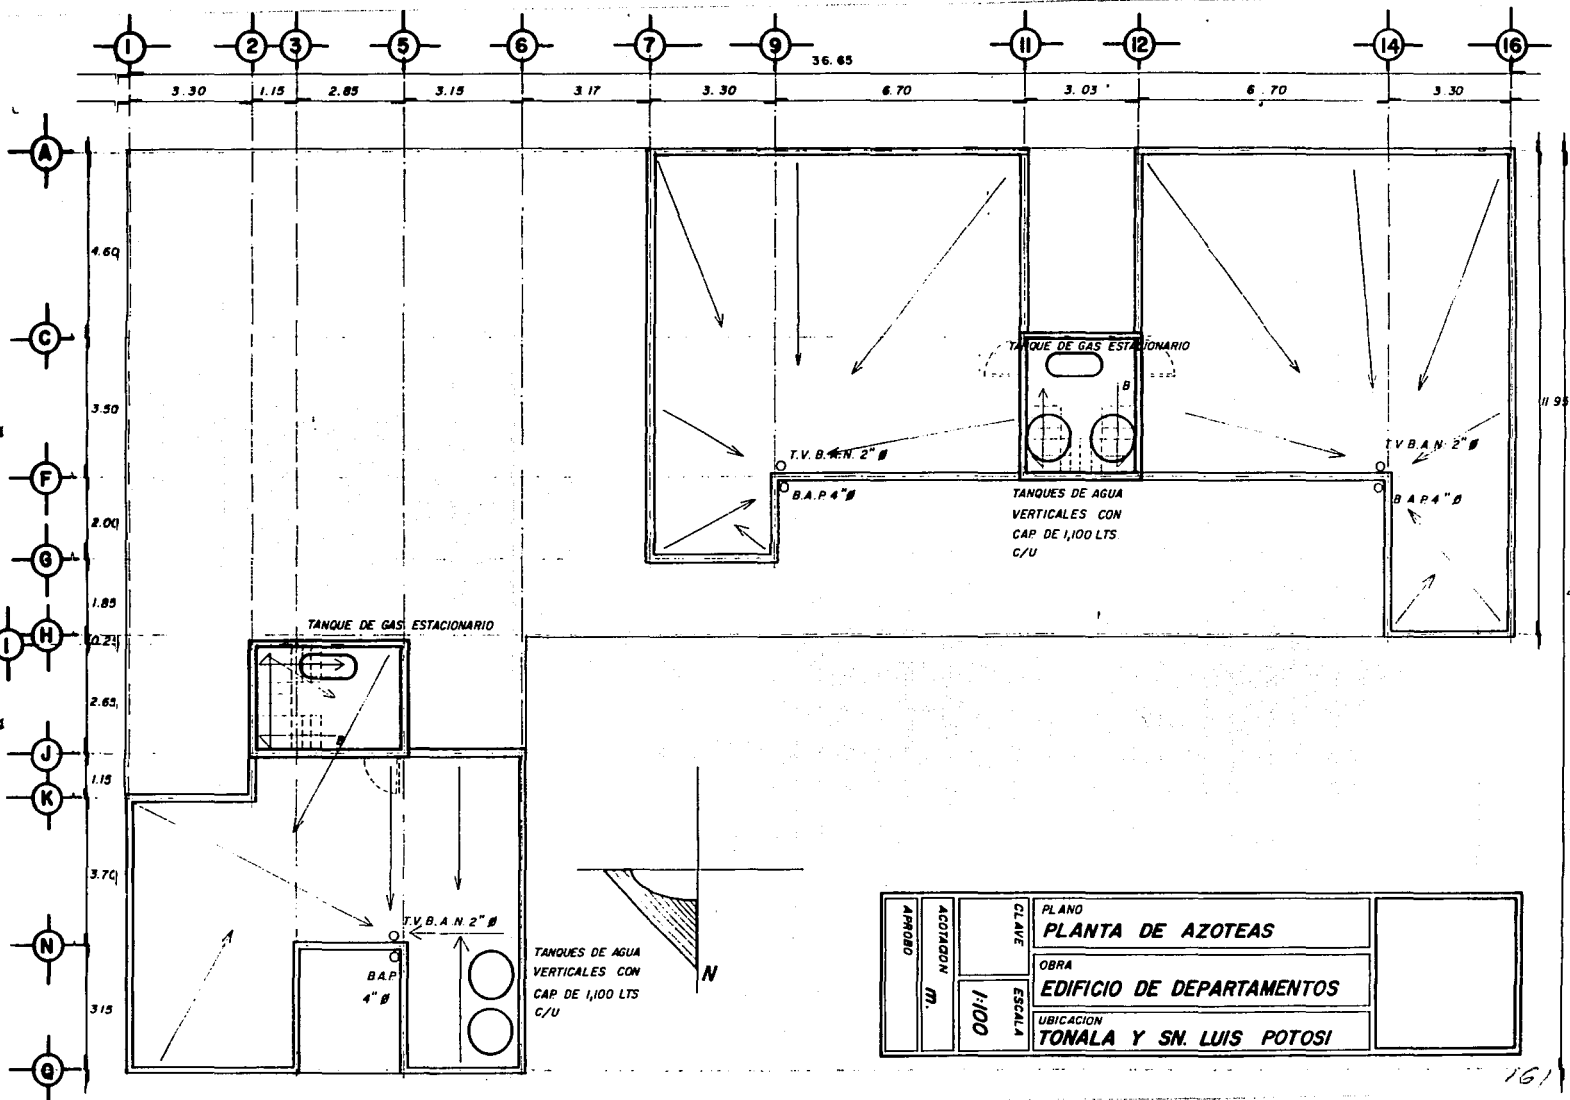 1 2 3 5 6 7 9 11 12 14 16
36.65
3.30 1.15 2.85 3.15 3.17 3.30 6.70 3.03 6.70 3.30
A
4.60
C
TANQUE DE GAS ESTACIONARIO
B
3.50
11.95
T.V.B.A.N. 2"Ø
T.V.B.A.N. 2"Ø
F
B.A.P. 4"Ø
B.A.P. 4"Ø
TANQUES DE AGUA
VERTICALES CON
CAP. DE 1,100 LTS.
C/U
2.00
G
1.85
H
I
0.25
TANQUE DE GAS ESTACIONARIO
2.65
B
J
1.15
K
3.70
T.V.B.A.N. 2"Ø
N
B.A.P.
4"Ø
TANQUES DE AGUA
VERTICALES CON
CAP. DE 1,100 LTS
C/U
3.15
Q
N
APROBO
ACOTACION m.
CLAVE
ESCALA
1:100
PLANO
PLANTA DE AZOTEAS
OBRA
EDIFICIO DE DEPARTAMENTOS
UBICACION
TONALA Y SN. LUIS POTOSI
161